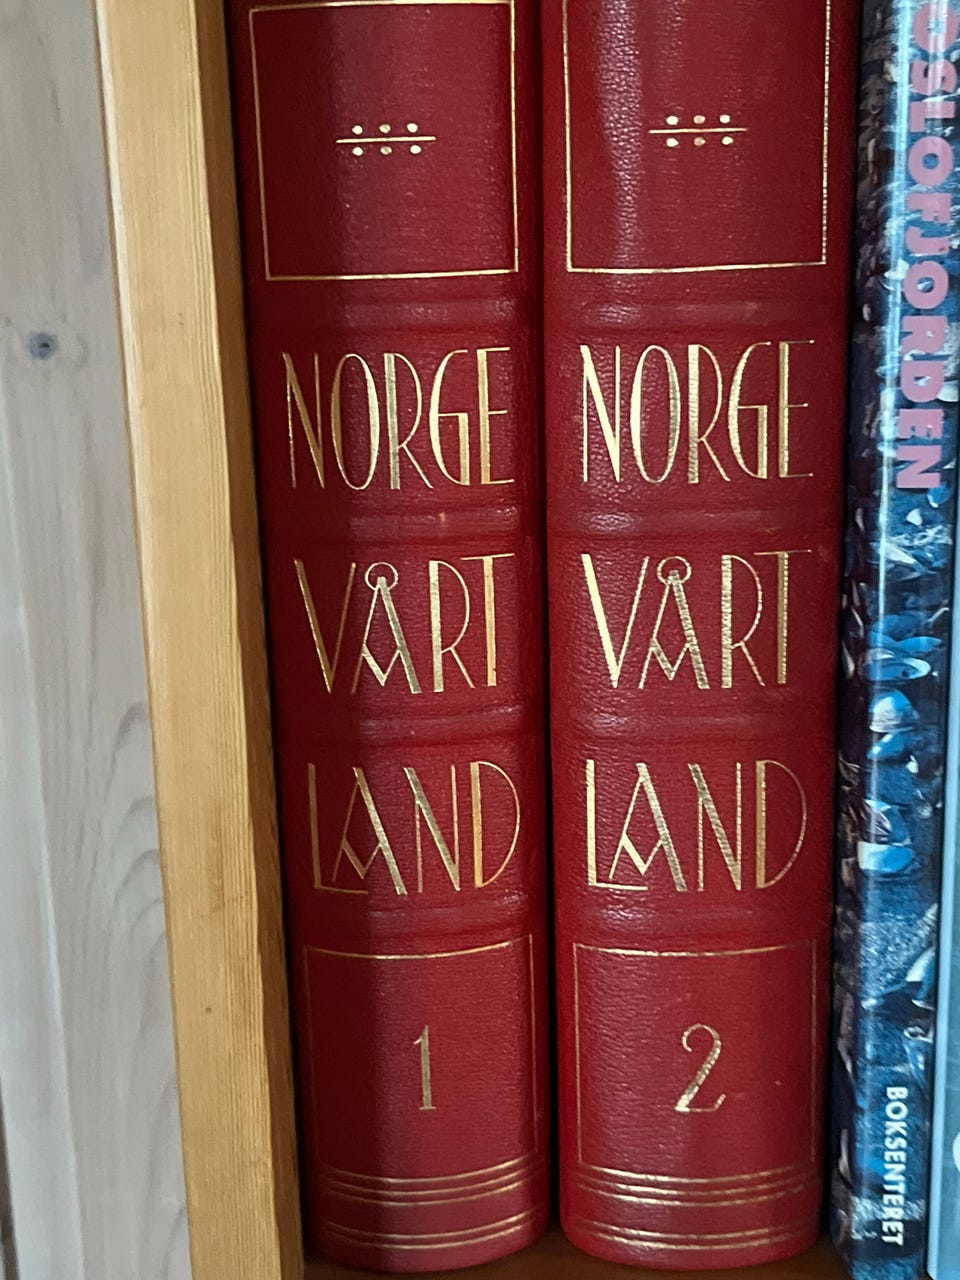 NORGE
VÅRT
LAND
1
NORGE
VÅRT
LAND
2
OSLOFJORDEN
BOKSENTERET